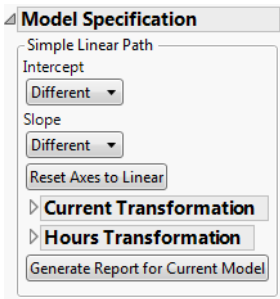 Model Specification
Simple Linear Path
Intercept
Different
Slope
Different
Reset Axes to Linear
Current Transformation
Hours Transformation
Generate Report for Current Model